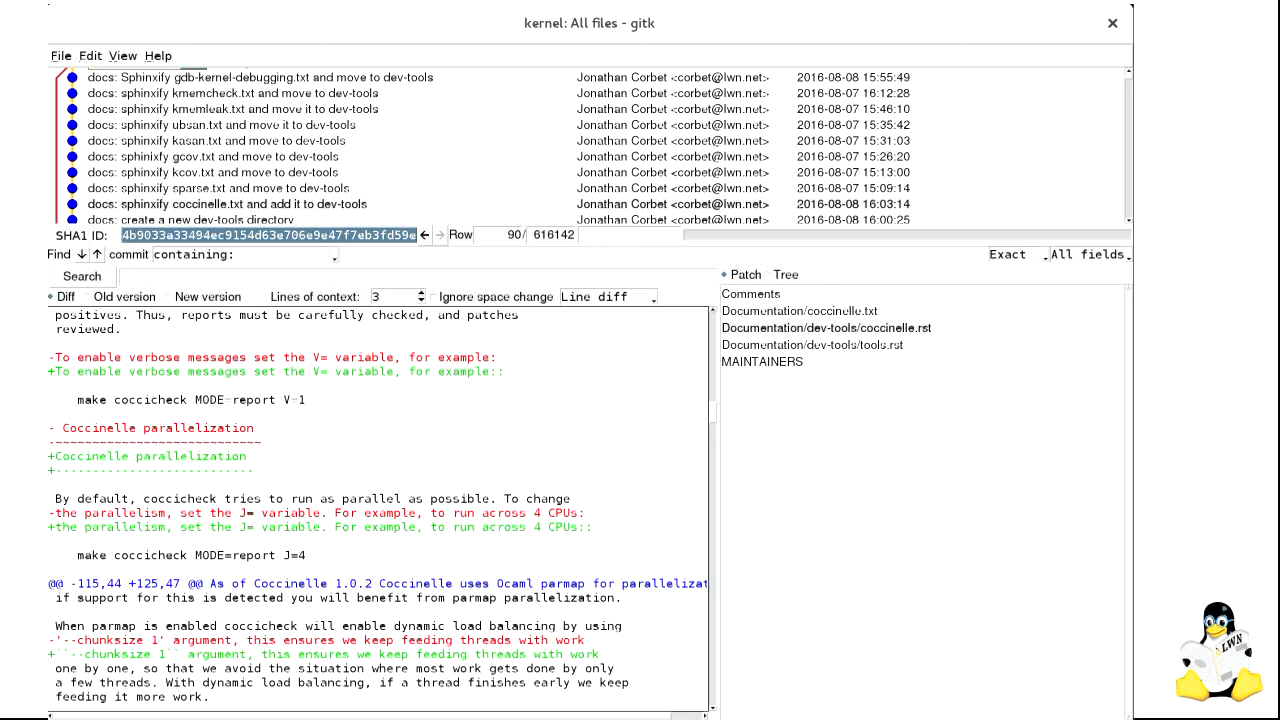 kernel: All files - gitk
File Edit View Help
docs: Sphinxify gdb-kernel-debugging.txt and move to dev-tools Jonathan Corbet <corbet@lwn.net> 2016-08-08 15:55:49
docs: sphinxify kmemcheck.txt and move to dev-tools Jonathan Corbet <corbet@lwn.net> 2016-08-07 16:12:28
docs: sphinxify kmemleak.txt and move it to dev-tools Jonathan Corbet <corbet@lwn.net> 2016-08-07 15:46:10
docs: sphinxify ubsan.txt and move it to dev-tools Jonathan Corbet <corbet@lwn.net> 2016-08-07 15:35:42
docs: sphinxify kasan.txt and move to dev-tools Jonathan Corbet <corbet@lwn.net> 2016-08-07 15:31:03
docs: sphinixfy gcov.txt and move to dev-tools Jonathan Corbet <corbet@lwn.net> 2016-08-07 15:26:20
docs: sphinxify kcov.txt and move to dev-tools Jonathan Corbet <corbet@lwn.net> 2016-08-07 15:13:00
docs: sphinxify sparse.txt and move to dev-tools Jonathan Corbet <corbet@lwn.net> 2016-08-07 15:09:14
docs: sphinxify coccinelle.txt and add it to dev-tools Jonathan Corbet <corbet@lwn.net> 2016-08-07 16:03:14
docs: create a new dev-tools directory Jonathan Corbet <corbet@lwn.net> 2016-08-07 16:00:25
SHA1 ID: 4b9033a33494ec9154d63e706e9e47f7eb3fd59e Row 90/ 616142
Find commit containing: Exact All fields
Search
Patch Tree
Diff Old version New version Lines of context: 3 Ignore space change Line diff
Comments
Documentation/coccinelle.txt
Documentation/dev-tools/coccinelle.rst
Documentation/dev-tools/tools.rst
MAINTAINERS
positives. Thus, reports must be carefully checked, and patches
reviewed.
-To enable verbose messages set the V= variable, for example:
+To enable verbose messages set the V= variable, for example::
make coccicheck MODE=report V=1
- Coccinelle parallelization
-~~~~~~~~~~~~~~~~~~~~~~~~~~~
+Coccinelle parallelization
+--------------------------
By default, coccicheck tries to run as parallel as possible. To change
-the parallelism, set the J= variable. For example, to run across 4 CPUs:
+the parallelism, set the J= variable. For example, to run across 4 CPUs::
make coccicheck MODE=report J=4
@@ -115,44 +125,47 @@ As of Coccinelle 1.0.2 Coccinelle uses Ocaml parmap for parallelizat
if support for this is detected you will benefit from parmap parallelization.
When parmap is enabled coccicheck will enable dynamic load balancing by using
-'--chunksize 1' argument, this ensures we keep feeding threads with work
+``--chunksize 1`` argument, this ensures we keep feeding threads with work
one by one, so that we avoid the situation where most work gets done by only
a few threads. With dynamic load balancing, if a thread finishes early we keep
feeding it more work.
LWN